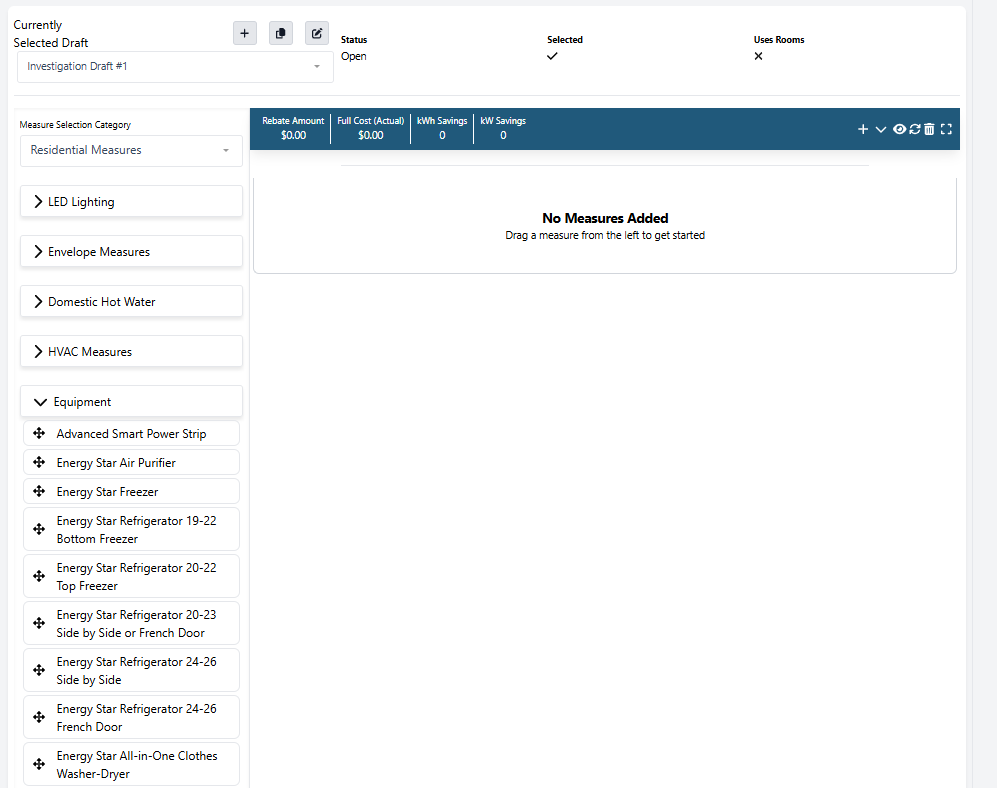 Currently
Selected Draft
Status
Selected
Uses Rooms
Open
Investigation Draft #1
Measure Selection Category
Residential Measures
Rebate Amount
$0.00
Full Cost (Actual)
$0.00
kWh Savings
0
kW Savings
0
LED Lighting
Envelope Measures
Domestic Hot Water
HVAC Measures
Equipment
Advanced Smart Power Strip
Energy Star Air Purifier
Energy Star Freezer
Energy Star Refrigerator 19-22
Bottom Freezer
Energy Star Refrigerator 20-22
Top Freezer
Energy Star Refrigerator 20-23
Side by Side or French Door
Energy Star Refrigerator 24-26
Side by Side
Energy Star Refrigerator 24-26
French Door
Energy Star All-in-One Clothes
Washer-Dryer
No Measures Added
Drag a measure from the left to get started